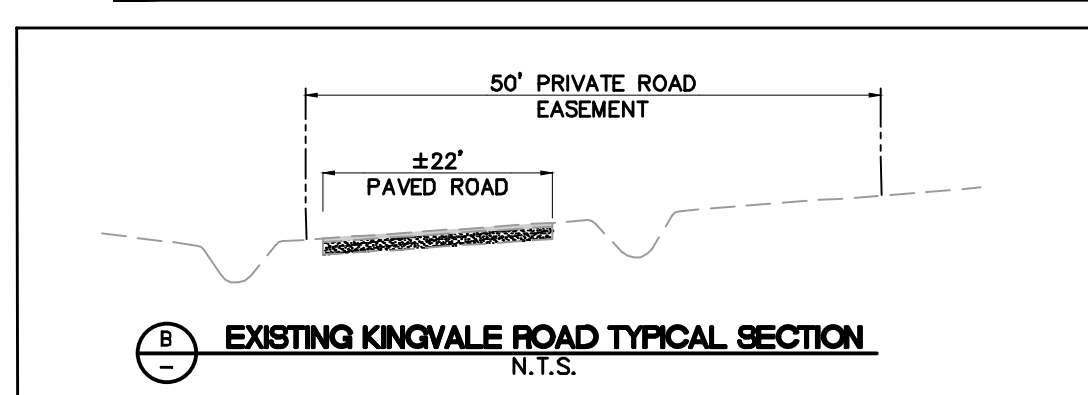 50' PRIVATE ROAD
EASEMENT
±22'
PAVED ROAD
B
-
EXISTING KINGVALE ROAD TYPICAL SECTION
N.T.S.